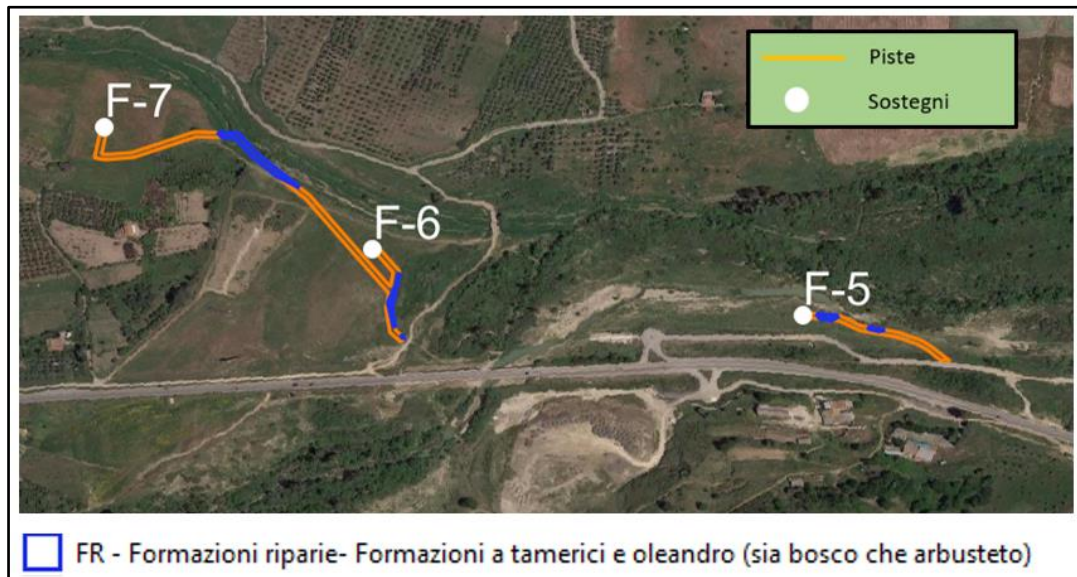 Piste
Sostegni
F-7
F-6
F-5
FR - Formazioni riparie- Formazioni a tamerici e oleandro (sia bosco che arbusteto)